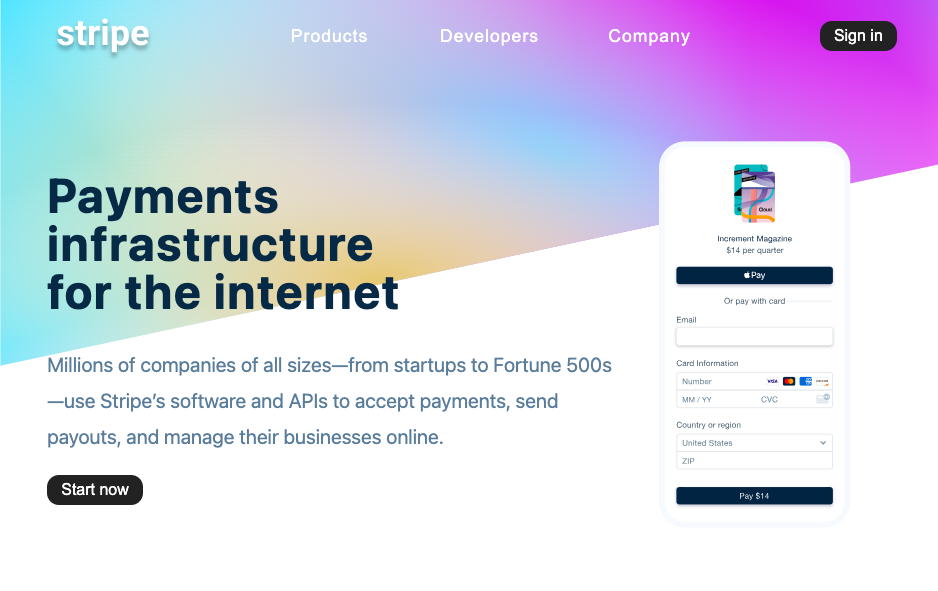 stripe
Products
Developers
Company
Sign in
Payments
infrastructure
for the internet
Millions of companies of all sizes—from startups to Fortune 500s
—use Stripe’s software and APIs to accept payments, send
payouts, and manage their businesses online.
Start now
Cloud
Increment Magazine
$14 per quarter
Pay
Or pay with card
Email
Card Information
Number
VISA
MM / YY
CVC
Country or region
United States
ZIP
Pay $14